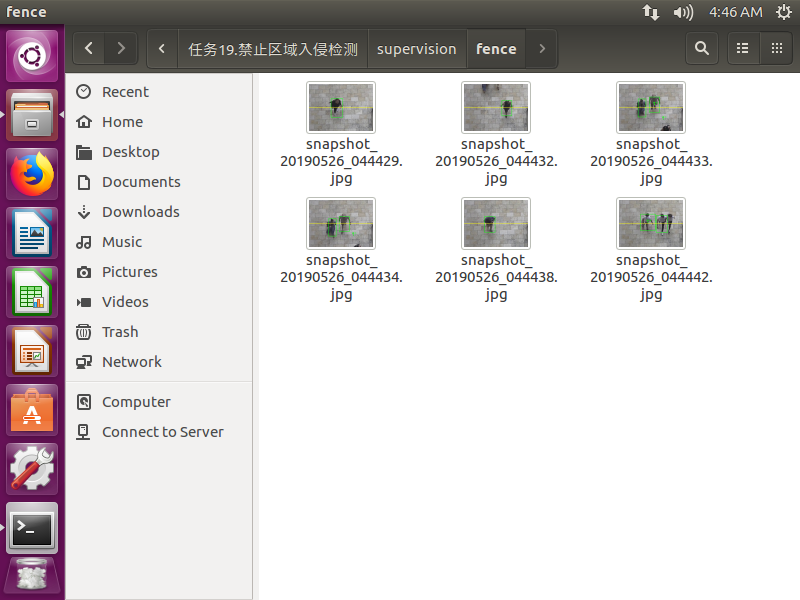 fence
4:46 AM
任务19.禁止区域入侵检测
supervision
fence
Recent
Home
Desktop
Documents
Downloads
Music
Pictures
Videos
Trash
Network
Computer
Connect to Server
snapshot_
20190526_044429.
jpg
snapshot_
20190526_044432.
jpg
snapshot_
20190526_044433.
jpg
snapshot_
20190526_044434.
jpg
snapshot_
20190526_044438.
jpg
snapshot_
20190526_044442.
jpg